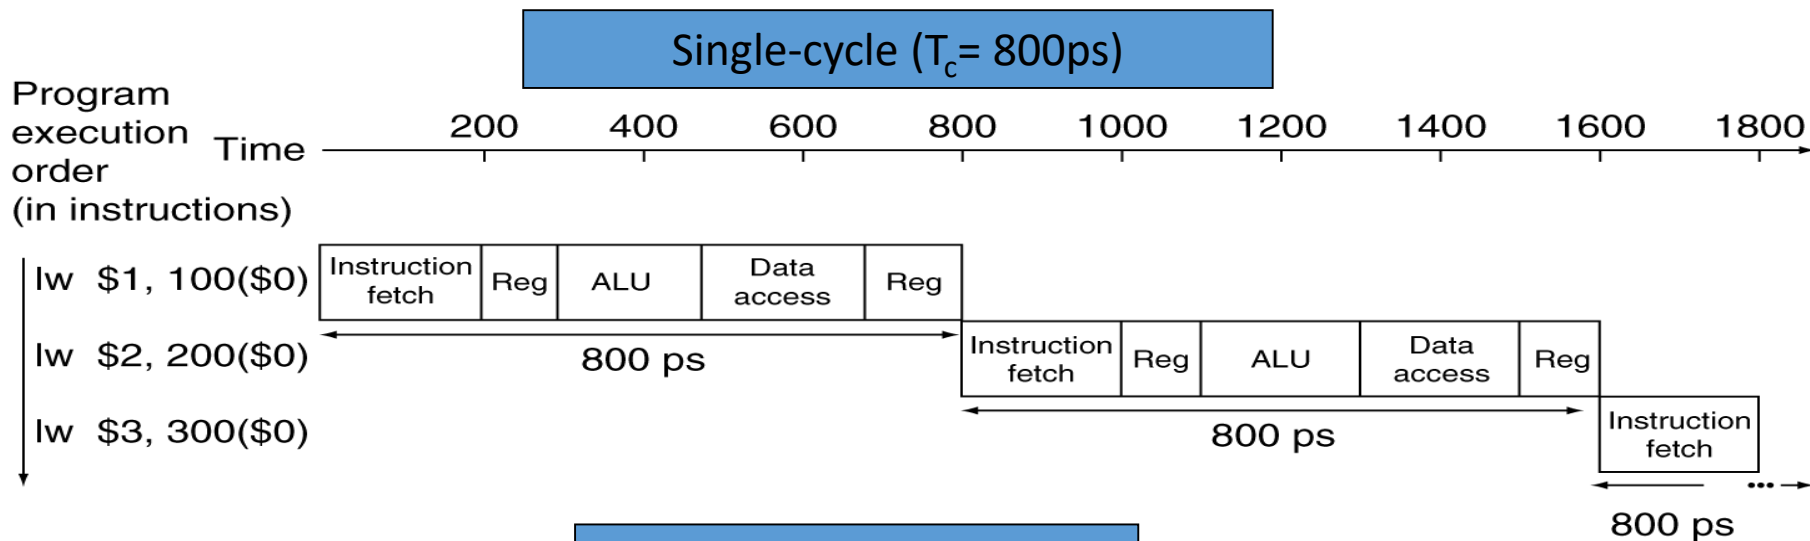 Single-cycle (Tc= 800ps)
Program
execution
order
(in instructions)
Time
200 400 600 800 1000 1200 1400 1600 1800
lw $1, 100($0)
Instruction
fetch
Reg
ALU
Data
access
Reg
800 ps
lw $2, 200($0)
Instruction
fetch
Reg
ALU
Data
access
Reg
800 ps
lw $3, 300($0)
Instruction
fetch
...
800 ps